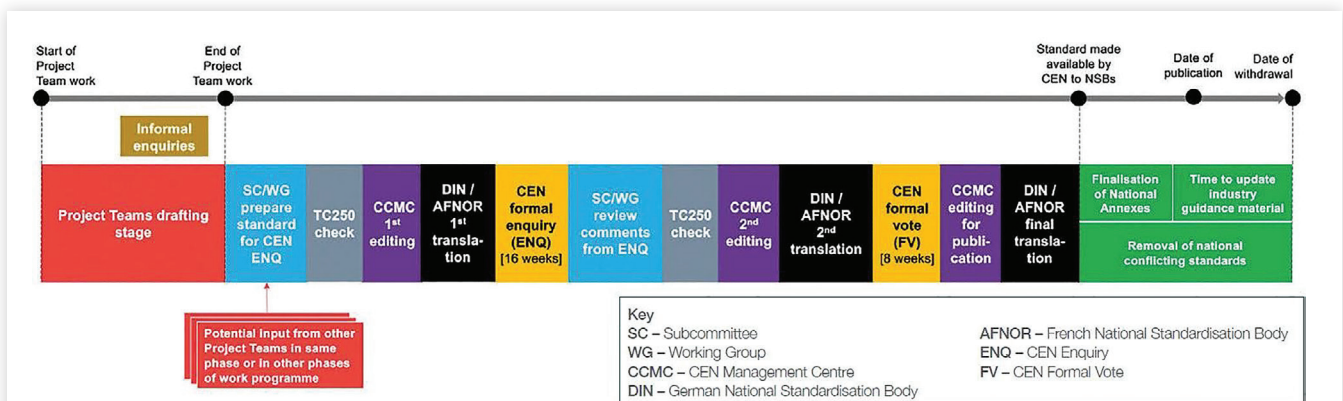 Start of
Project
Team work
End of
Project
Team work
Standard made
available by
CEN to NSBs
Date of
publication
Date of
withdrawal
Informal
enquiries
Project Teams drafting
stage
SC/WG
prepare
standard
for CEN
ENQ
TC250
check
CCMC
1st
editing
DIN /
AFNOR
1st
transla-
tion
CEN
formal
enquiry
(ENQ)
[16 weeks]
SC/WG
review
comments
from ENQ
TC250
check
CCMC
2nd
editing
DIN /
AFNOR
2nd
translation
CEN
formal
vote
(FV)
[8 weeks]
CCMC
editing
for
publi-
cation
DIN /
AFNOR
final
transla-
tion
Finalisation
of National
Annexes
Time to update
industry
guidance material
Removal of national
conflicting standards
Potential input from other
Project Teams in same
phase or in other phases
of work programme
Key
SC – Subcommittee
WG – Working Group
CCMC – CEN Management Centre
DIN – German National Standardisation Body
AFNOR – French National Standardisation Body
ENQ – CEN Enquiry
FV – CEN Formal Vote